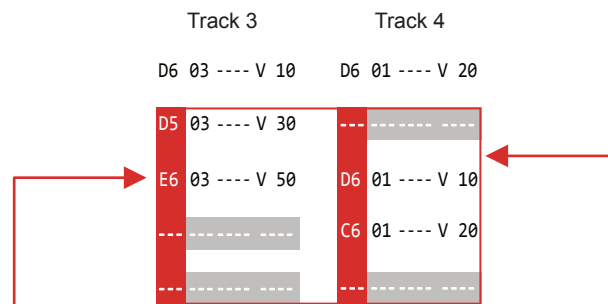 Track 3 Track 4
D6 03 ---- V 10 D6 01 ---- V 20
D5 03 ---- V 30 --- ------ ----
E6 03 ---- V 50 D6 01 ---- V 10
--- ------ ---- C6 01 ---- V 20
--- ------ ---- --- ------ ----